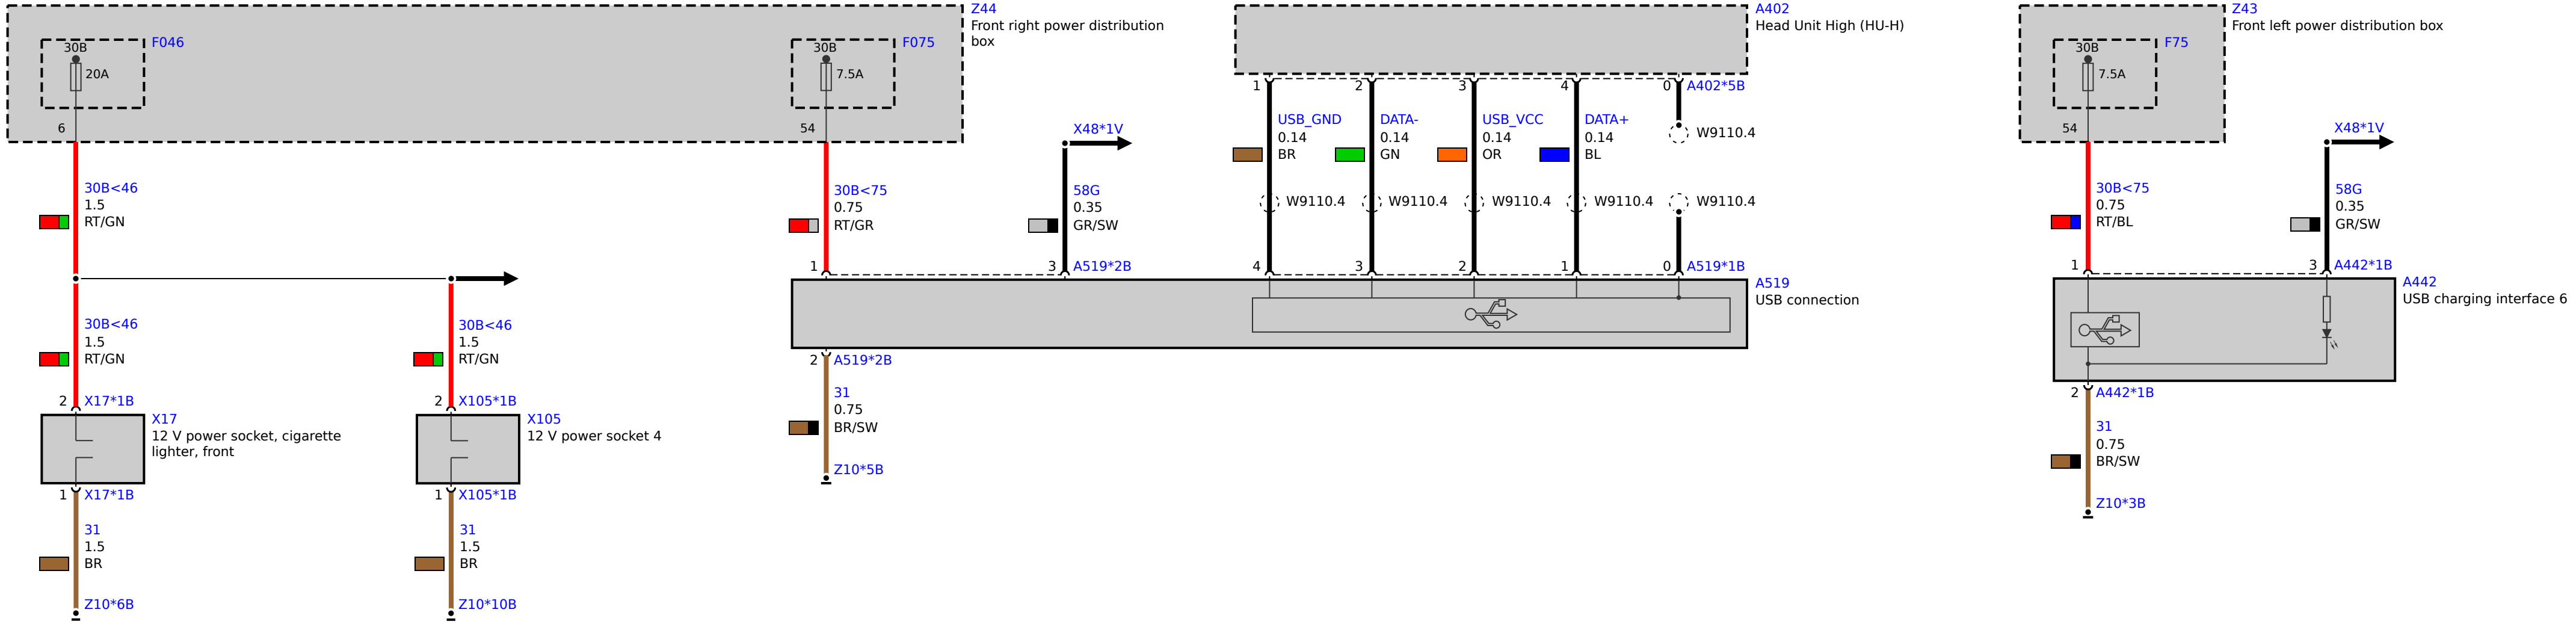 Z44
Front right power distribution
box
F046
30B
20A
6
F075
30B
7.5A
54
30B<46
1.5
RT/GN
30B<46
1.5
RT/GN
2 X17*1B
X17
12 V power socket, cigarette
lighter, front
1 X17*1B
31
1.5
BR
Z10*6B
30B<46
1.5
RT/GN
2 X105*1B
X105
12 V power socket 4
1 X105*1B
31
1.5
BR
Z10*10B
30B<75
0.75
RT/GR
1
X48*1V
58G
0.35
GR/SW
3 A519*2B
A402
Head Unit High (HU-H)
1 2 3 4 0 A402*5B
USB_GND
0.14
BR
DATA-
0.14
GN
USB_VCC
0.14
OR
DATA+
0.14
BL
W9110.4
W9110.4 W9110.4 W9110.4 W9110.4 W9110.4
4 3 2 1 0 A519*1B
A519
USB connection
2 A519*2B
31
0.75
BR/SW
Z10*5B
Z43
Front left power distribution box
F75
30B
7.5A
54
30B<75
0.75
RT/BL
1
X48*1V
58G
0.35
GR/SW
3 A442*1B
A442
USB charging interface 6
2 A442*1B
31
0.75
BR/SW
Z10*3B